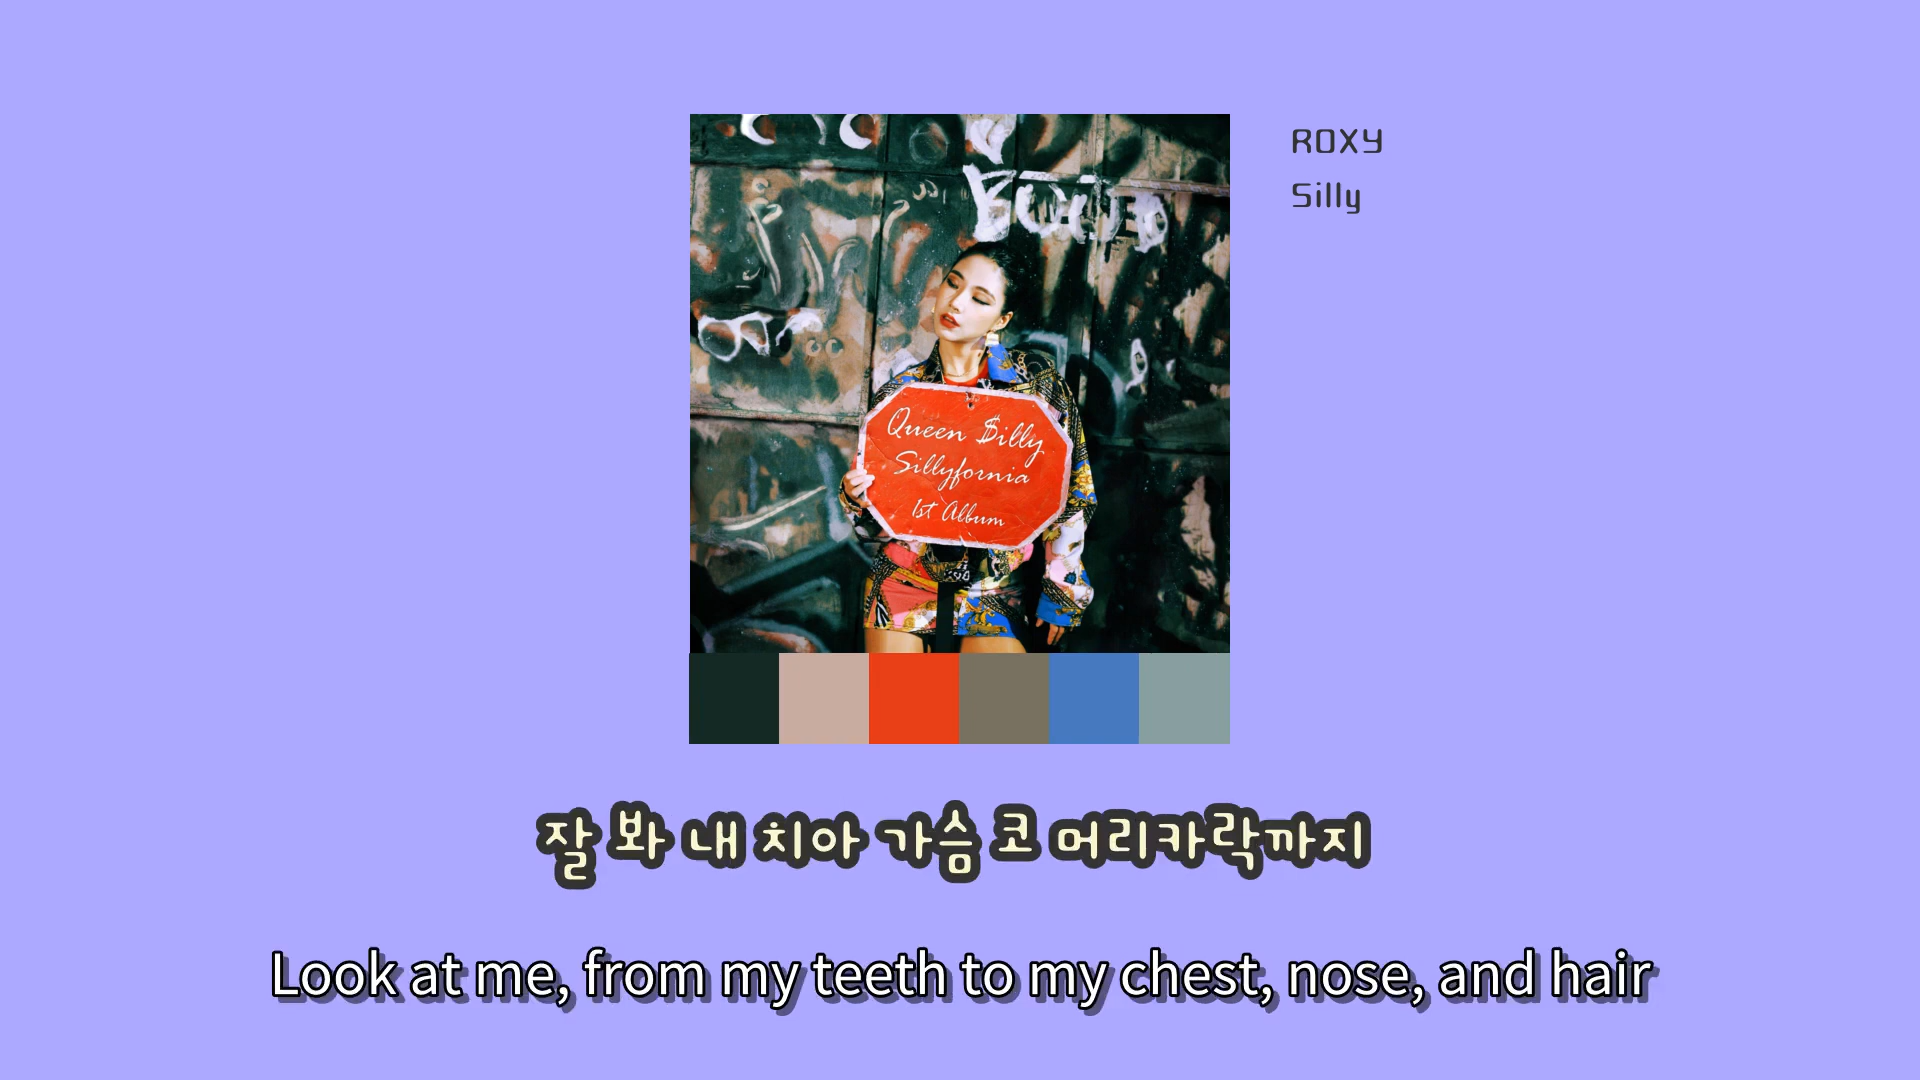 ROXY
Silly
Queen $illy
Sillyfornia
1st Album
잘 봐 내 치아 가슴 코 머리카락까지
Look at me, from my teeth to my chest, nose, and hair